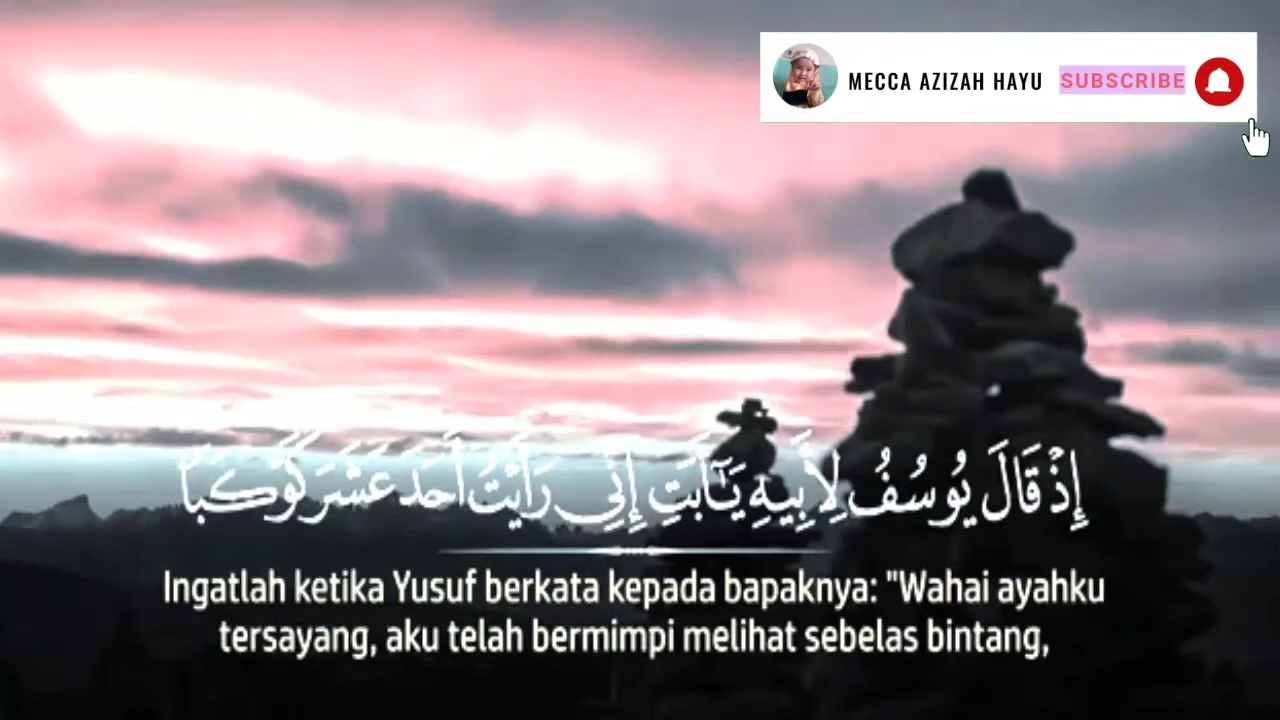 MECCA AZIZAH HAYU SUBSCRIBE
إِذْ قَالَ يُوسُفُ لِأَبِيهِ يَٰٓأَبَتِ إِنِّي رَأَيْتُ أَحَدَ عَشَرَ كَوْكَبًا
Ingatlah ketika Yusuf berkata kepada bapaknya: "Wahai ayahku
tersayang, aku telah bermimpi melihat sebelas bintang,